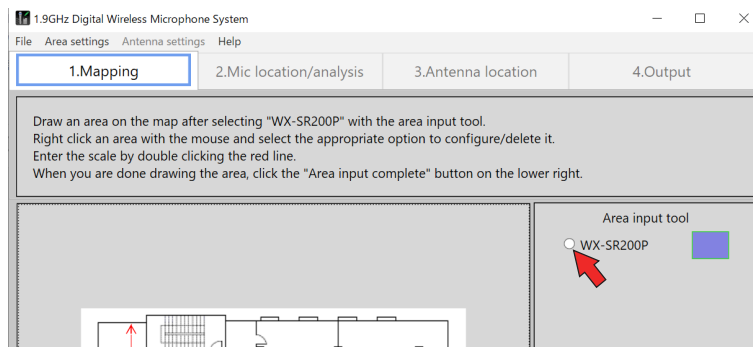 1.9GHz Digital Wireless Microphone System
File Area settings Antenna settings Help
1.Mapping 2.Mic location/analysis 3.Antenna location 4.Output
Draw an area on the map after selecting "WX-SR200P" with the area input tool.
Right click an area with the mouse and select the appropriate option to configure/delete it.
Enter the scale by double clicking the red line.
When you are done drawing the area, click the "Area input complete" button on the lower right.
Area input tool
WX-SR200P